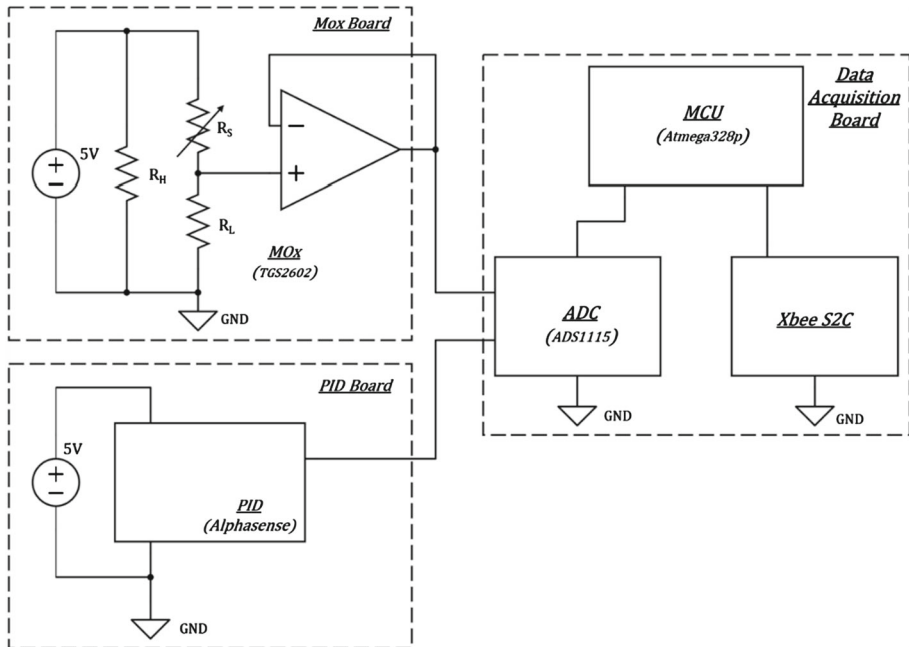 Mox Board
5V
+
−
R_H
R_S
R_L
−
+
MOx
(TGS2602)
GND
Data
Acquisition
Board
MCU
(Atmega328p)
ADC
(ADS1115)
GND
Xbee S2C
GND
PID Board
5V
+
−
PID
(Alphasense)
GND